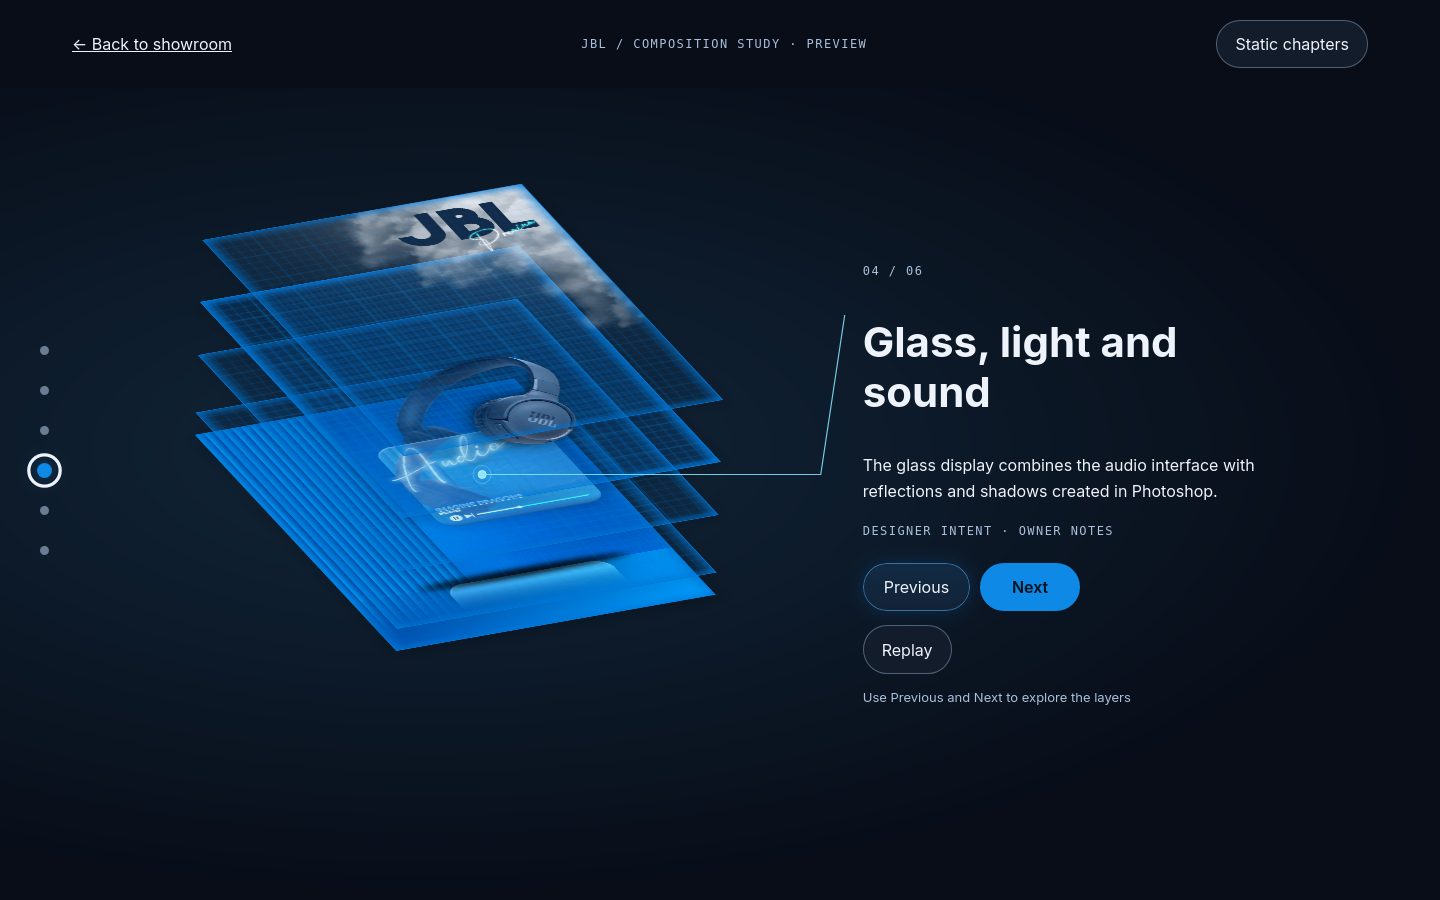 ← Back to showroom
JBL / COMPOSITION STUDY · PREVIEW
Static chapters
JBL
04 / 06
Glass, light and
sound
Audio
JBL
The glass display combines the audio interface with
reflections and shadows created in Photoshop.
DESIGNER INTENT · OWNER NOTES
Previous
Next
Replay
Use Previous and Next to explore the layers